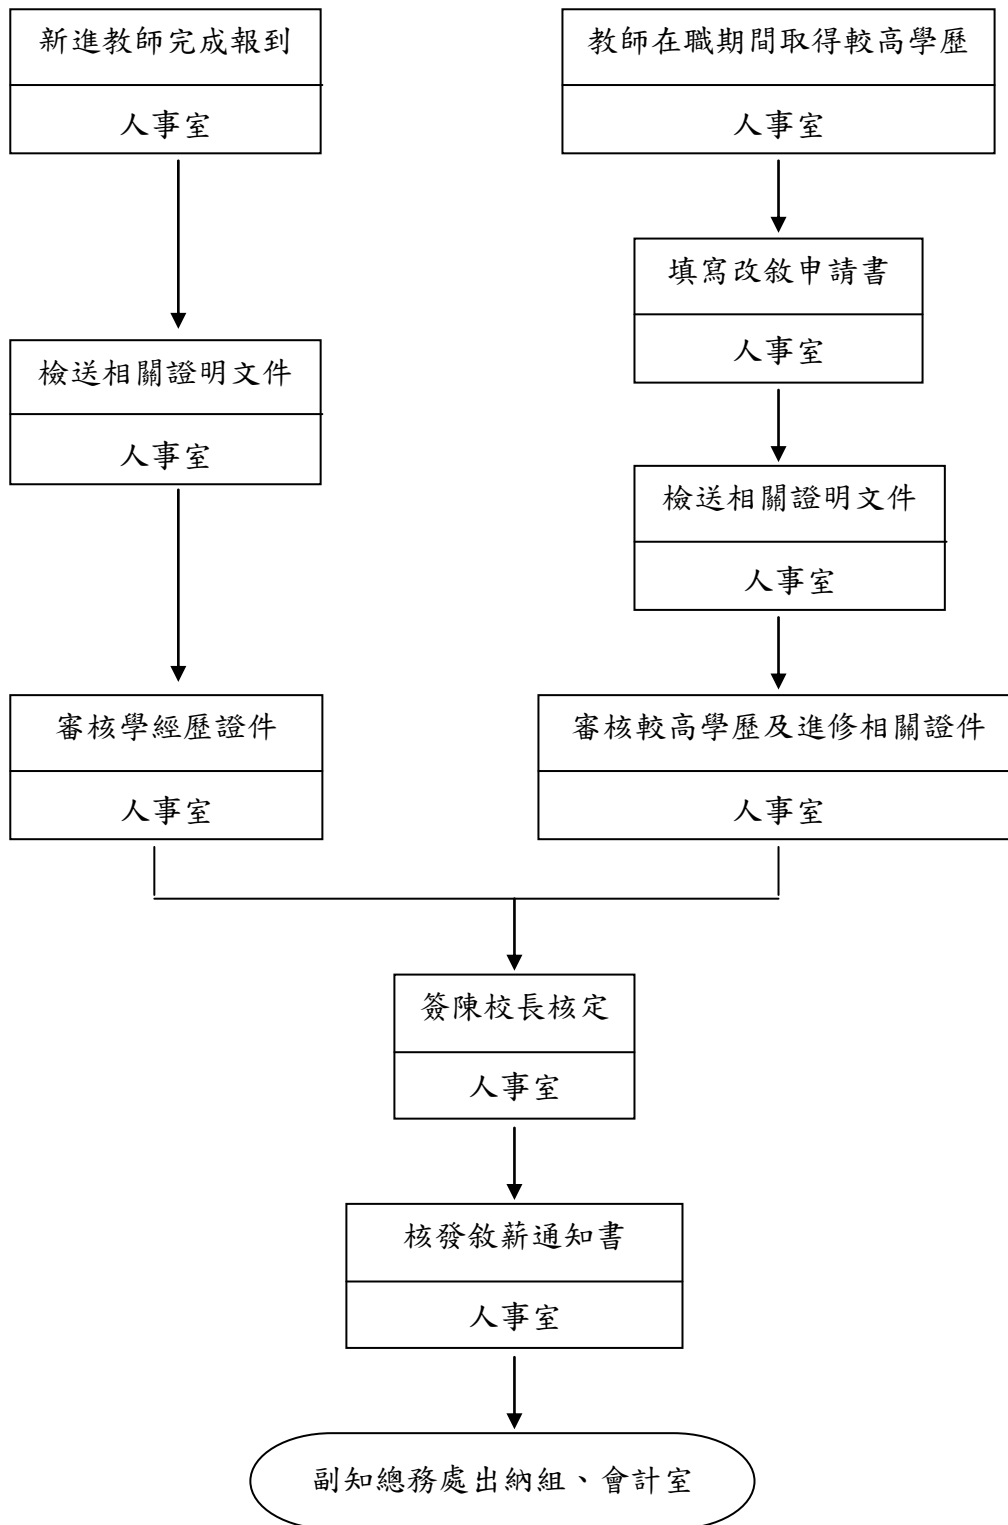 新進教師完成報到
人事室
檢送相關證明文件
人事室
審核學經歷證件
人事室
教師在職期間取得較高學歷
人事室
填寫改敘申請書
人事室
檢送相關證明文件
人事室
審核較高學歷及進修相關證件
人事室
簽陳校長核定
人事室
核發敘薪通知書
人事室
副知總務處出納組、會計室